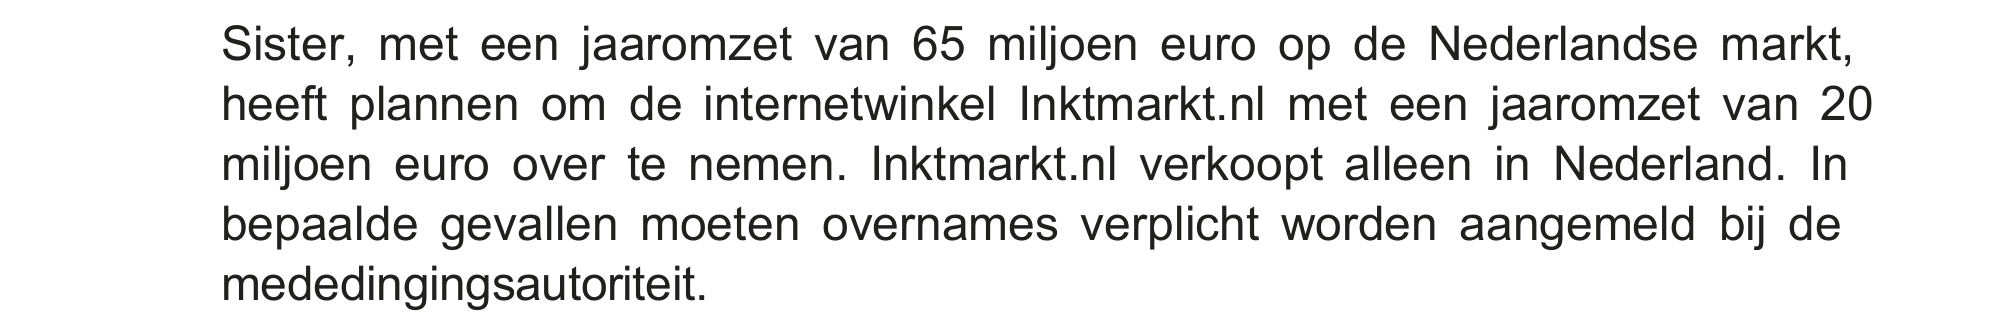 Sister, met een jaaromzet van 65 miljoen euro op de Nederlandse markt,
heeft plannen om de internetwinkel Inktmarkt.nl met een jaaromzet van 20
miljoen euro over te nemen. Inktmarkt.nl verkoopt alleen in Nederland. In
bepaalde gevallen moeten overnames verplicht worden aangemeld bij de
mededingingsautoriteit.